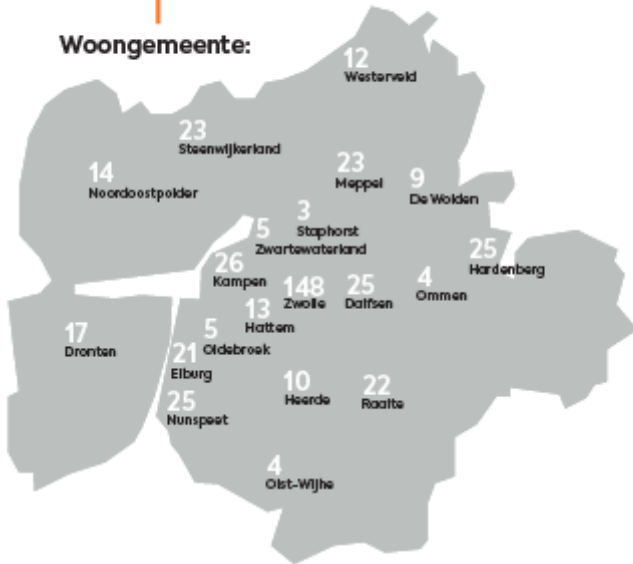 Woongemeente:
12
Westerveld
23
Steenwijkerland
23
Meppel
14
Noordoostpolder
9
De Wolden
3
Staphorst
5
Zwartewaterland
25
Hardenberg
26
Kampen
148
Zwolle
25
Dalfsen
4
Ommen
13
Hattem
17
Dronten
5
Oldebroek
21
Elburg
10
Heerde
22
Raalte
25
Nunspeet
4
Olst-Wijhe